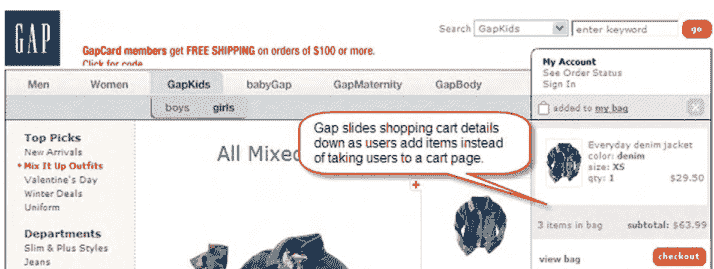 GAP
Search GapKids enter keyword go
GapCard members get FREE SHIPPING on orders of $100 or more.
Click for code
Men Women GapKids babyGap GapMaternity GapBody
boys girls
My Account
See Order Status
Sign In
added to my bag
Top Picks
New Arrivals
Mix It Up Outfits
Valentine's Day
Winter Deals
Uniform
Departments
Slim & Plus Styles
Jeans
All Mixed
Gap slides shopping cart details
down as users add items instead
of taking users to a cart page.
Everyday denim jacket
color: denim
size: XS
qty: 1 $29.50
3 items in bag subtotal: $63.99
view bag checkout